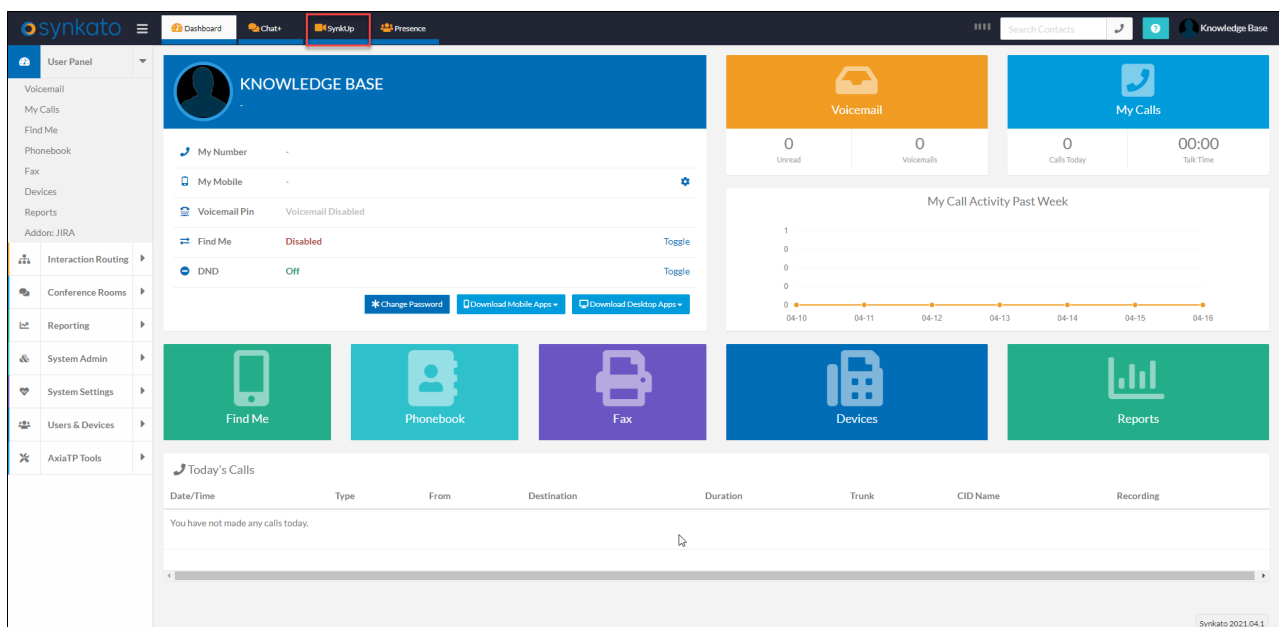 synkato
Dashboard
Chat+
SynkUp
Presence
Search Contacts
Knowledge Base
User Panel
Voicemail
My Calls
Find Me
Phonebook
Fax
Devices
Reports
Addon: JIRA
Interaction Routing
Conference Rooms
Reporting
System Admin
System Settings
Users & Devices
AxiaTP Tools
KNOWLEDGE BASE
-
My Number -
My Mobile -
Voicemail Pin Voicemail Disabled
Find Me Disabled Toggle
DND Off Toggle
Change Password
Download Mobile Apps
Download Desktop Apps
Voicemail
0 0
Unread Voicemails
My Calls
0 00:00
Calls Today Talk Time
My Call Activity Past Week
1
0
0
0
0
04-10 04-11 04-12 04-13 04-14 04-15 04-16
Find Me
Phonebook
Fax
Devices
Reports
Today's Calls
Date/Time Type From Destination Duration Trunk CID Name Recording
You have not made any calls today.
Synkato 2021.04.1